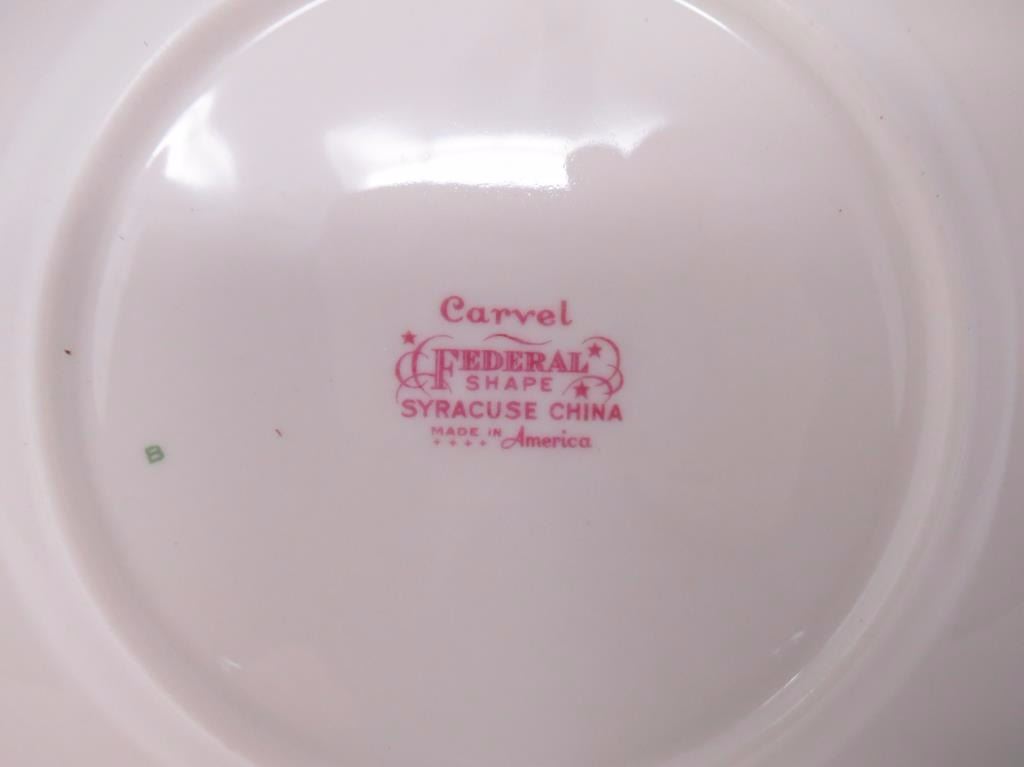 Carvel
FEDERAL
SHAPE
SYRACUSE CHINA
MADE IN America
B